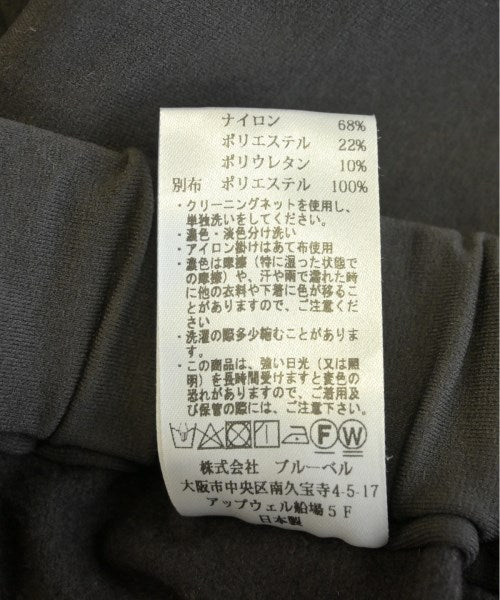 ナイロン 68%
ポリエステル 22%
ポリウレタン 10%
別布 ポリエステル 100%
・クリーニングネットを使用し、
単独洗いをしてください。
・濃色・淡色分け洗い
・アイロン掛けはあて布使用
・濃色は摩擦（特に湿った状態で
の摩擦）や、汗や雨で濡れた時
に他の衣料や下着に色が移るこ
とがありますので、ご注意くだ
さい
・洗濯の際多少縮むことがありま
す。
・この商品は、強い日光（又は照
明）を長時間受けますと変色の
恐れがありますので、ご着用及
び保管の際に、ご注意下さい。
F W
株式会社 ブルーベル
大阪市中央区南久宝寺4-5-17
アップウェル船場5F
日本製